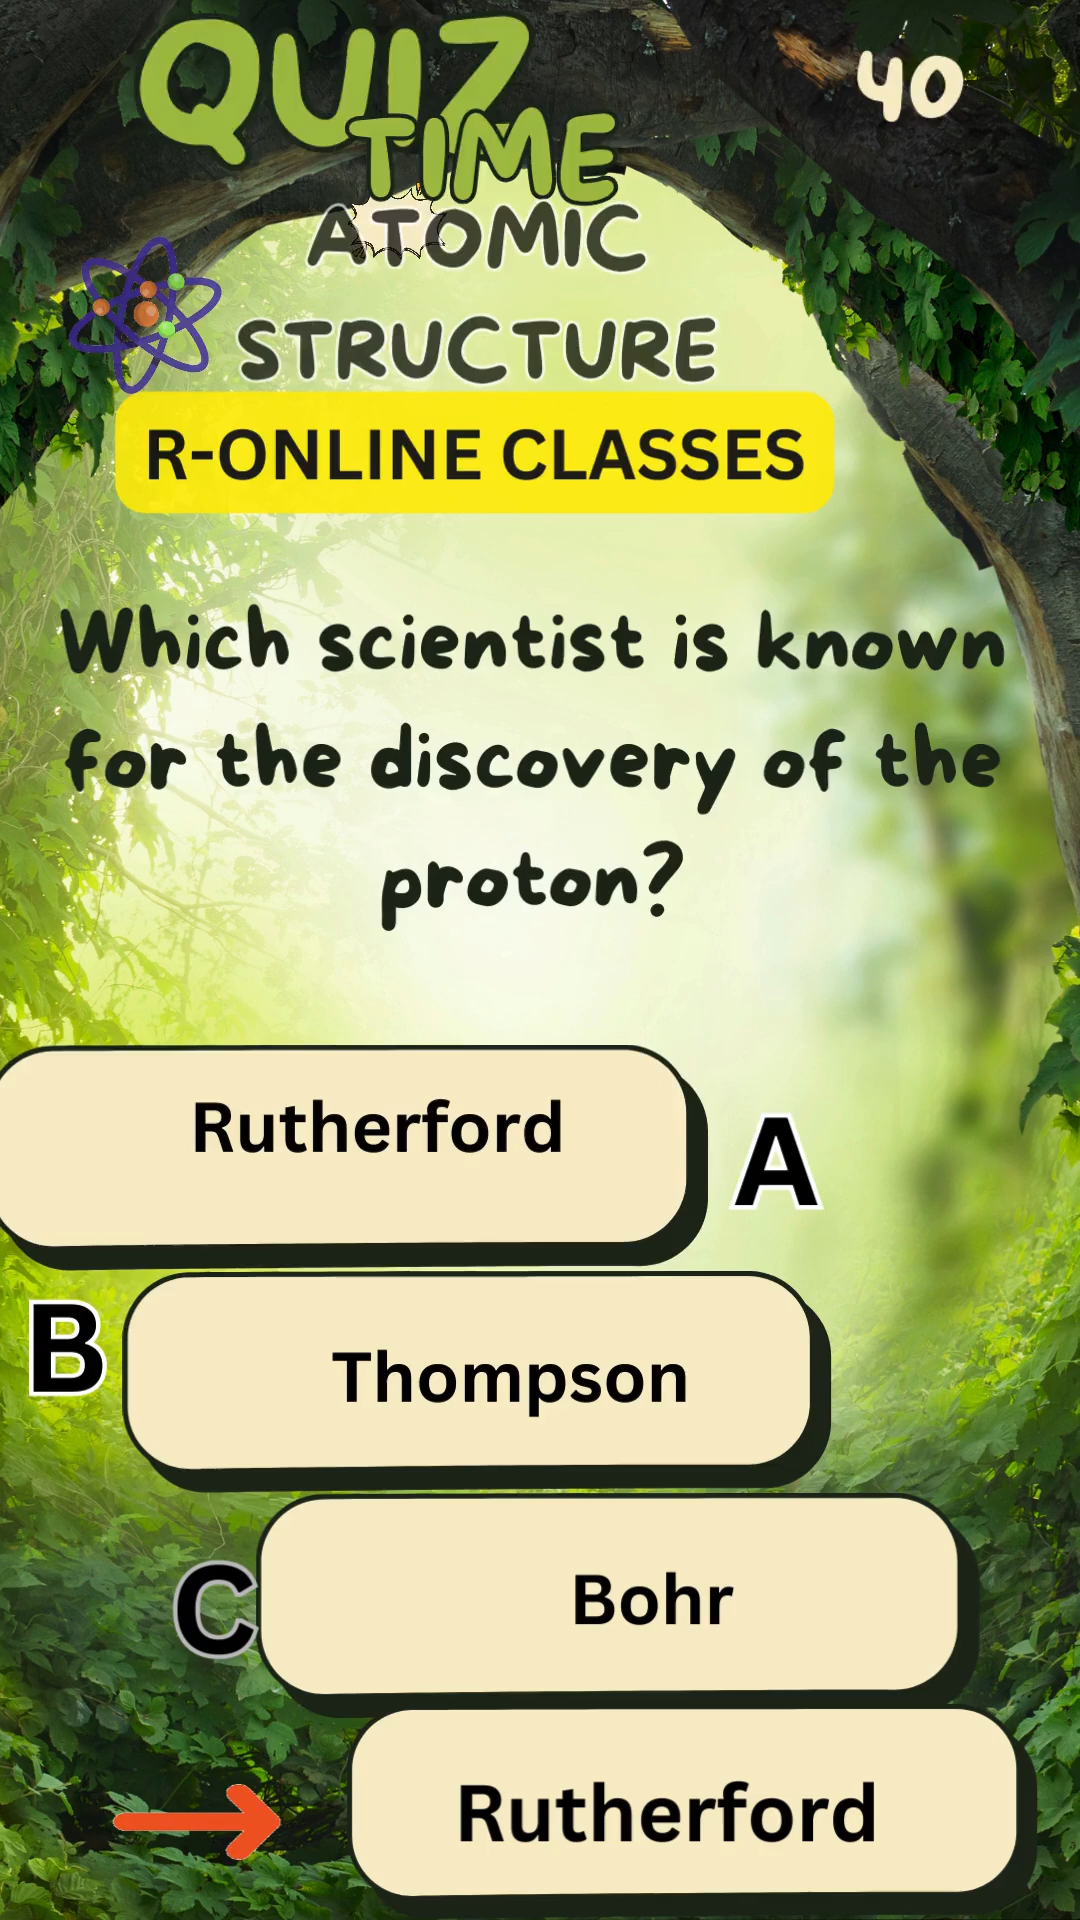 QUIZ
TIME
40
ATOMIC
STRUCTURE
R-ONLINE CLASSES
Which scientist is known
for the discovery of the
proton?
Rutherford
A
B
Thompson
C
Bohr
Rutherford